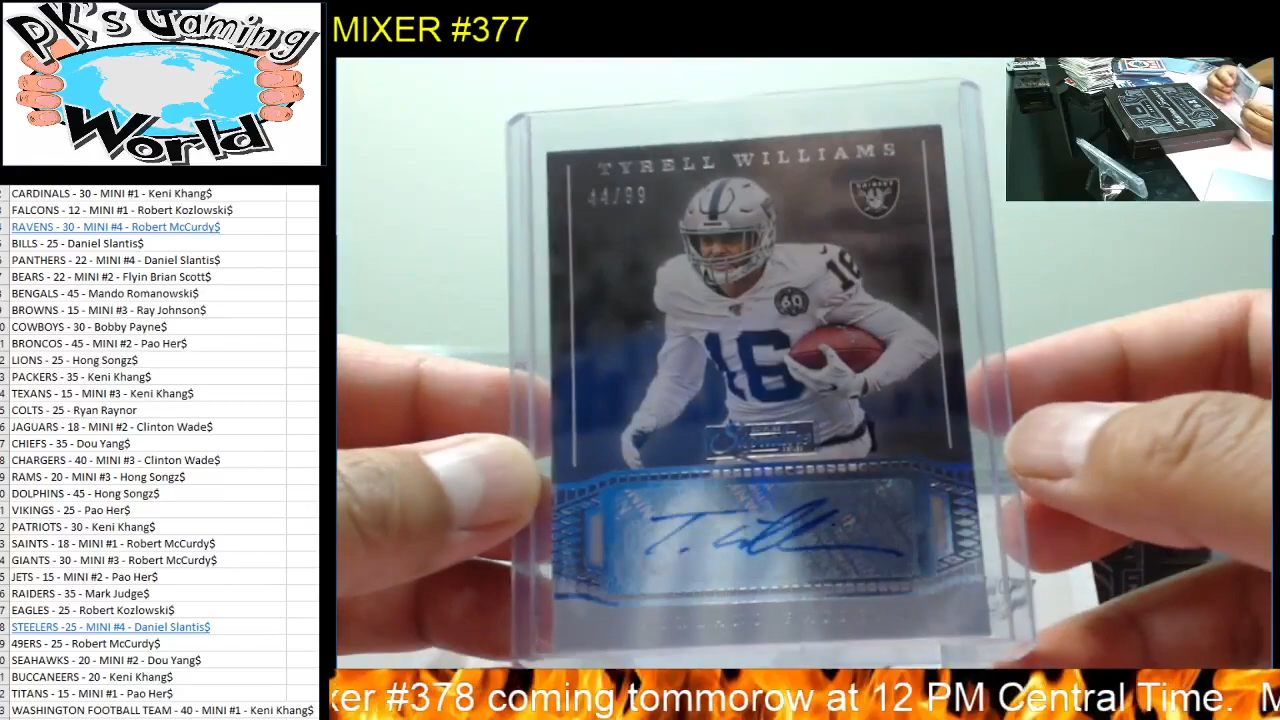 PK's Gaming World
MIXER #377
CARDINALS - 30 - MINI #1 - Keni Khang$
FALCONS - 12 - MINI #1 - Robert Kozlowski$
RAVENS - 30 - MINI #4 - Robert McCurdy$
BILLS - 25 - Daniel Slantis$
PANTHERS - 22 - MINI #4 - Daniel Slantis$
BEARS - 22 - MINI #2 - Flyin Brian Scott$
BENGALS - 45 - Mando Romanowski$
BROWNS - 15 - MINI #3 - Ray Johnson$
COWBOYS - 30 - Bobby Payne$
BRONCOS - 45 - MINI #2 - Pao Her$
LIONS - 25 - Hong Songz$
PACKERS - 35 - Keni Khang$
TEXANS - 15 - MINI #3 - Keni Khang$
COLTS - 25 - Ryan Raynor
JAGUARS - 18 - MINI #2 - Clinton Wade$
CHIEFS - 35 - Dou Yang$
CHARGERS - 40 - MINI #3 - Clinton Wade$
RAMS - 20 - MINI #3 - Hong Songz$
DOLPHINS - 45 - Hong Songz$
VIKINGS - 25 - Pao Her$
PATRIOTS - 30 - Keni Khang$
SAINTS - 18 - MINI #1 - Robert McCurdy$
GIANTS - 30 - MINI #3 - Robert McCurdy$
JETS - 15 - MINI #2 - Pao Her$
RAIDERS - 35 - Mark Judge$
EAGLES - 25 - Robert Kozlowski$
STEELERS -25 - MINI #4 - Daniel Slantis$
49ERS - 25 - Robert McCurdy$
SEAHAWKS - 20 - MINI #2 - Dou Yang$
BUCCANEERS - 20 - Keni Khang$
TITANS - 15 - MINI #1 - Pao Her$
WASHINGTON FOOTBALL TEAM - 40 - MINI #1 - Keni Khang$
TYRELL WILLIAMS
44/99
RAIDERS
16
60
16
xer #378 coming tommorow at 12 PM Central Time. M